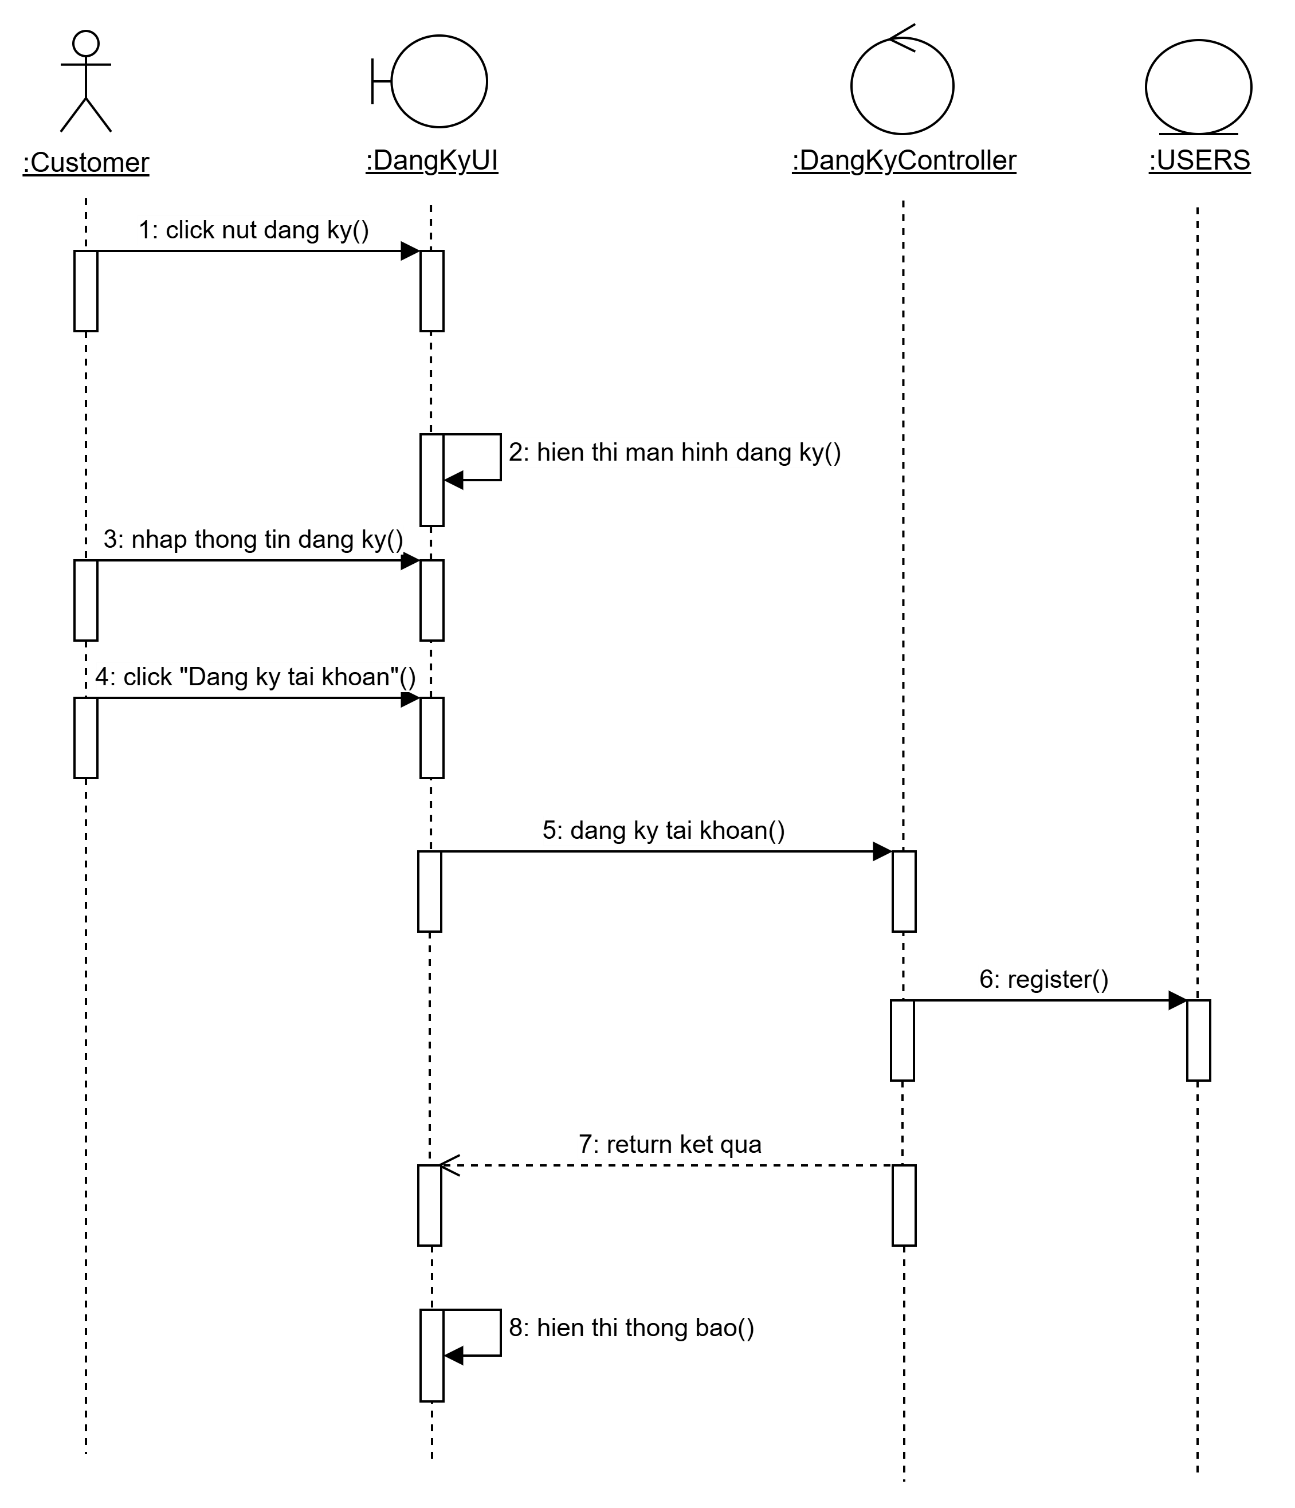 :Customer
:DangKyUI
:DangKyController
:USERS
1: click nut dang ky()
2: hien thi man hinh dang ky()
3: nhap thong tin dang ky()
4: click "Dang ky tai khoan"()
5: dang ky tai khoan()
6: register()
7: return ket qua
8: hien thi thong bao()